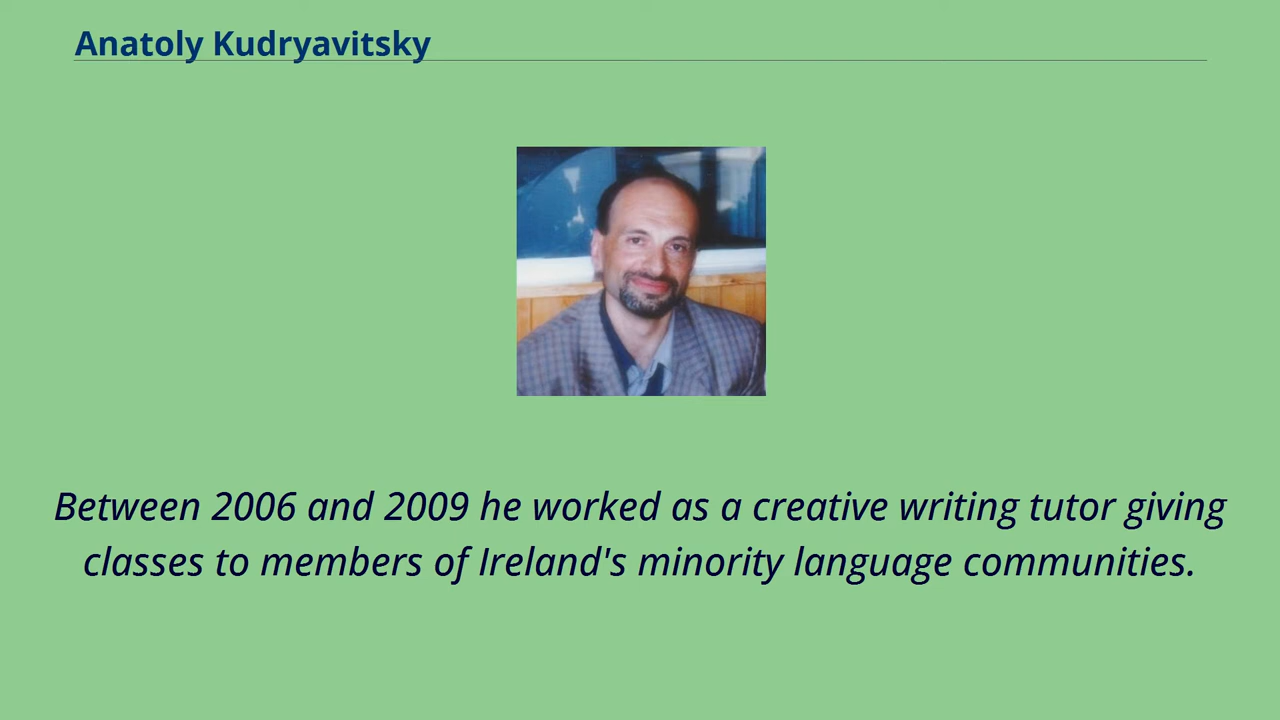 Anatoly Kudryavitsky
Between 2006 and 2009 he worked as a creative writing tutor giving
classes to members of Ireland's minority language communities.